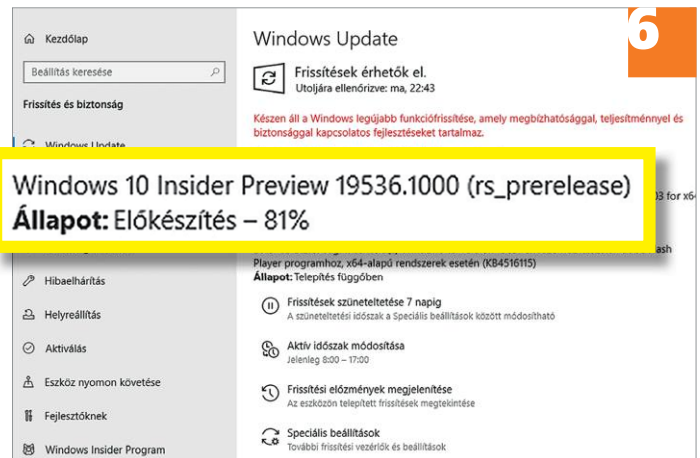 6
Kezdőlap
Beállítás keresése
Frissítés és biztonság
Windows Update
Windows Update
Frissítések érhetők el.
Utoljára ellenőrizve: ma, 22:43
Készen áll a Windows legújabb funkciófrissítése, amely megbízhatósággal, teljesítménnyel és
biztonsággal kapcsolatos fejlesztéseket tartalmaz.
Windows 10 Insider Preview 19536.1000 (rs_prerelease)
Állapot: Előkészítés – 81%
03 for x6
Player programhoz, x64-alapú rendszerek esetén (KB4516115)
Állapot: Telepítés függőben
Hibaelhárítás
Helyreállítás
Aktiválás
Eszköz nyomon követése
Fejlesztőknek
Windows Insider Program
Frissítések szüneteltetése 7 napig
A szüneteltetési időszak a Speciális beállítások között módosítható
Aktív időszak módosítása
Jelenleg 8:00 – 17:00
Frissítési előzmények megjelenítése
Az eszközön telepített frissítések megtekintése
Speciális beállítások
További frissítési vezérlők és beállítások